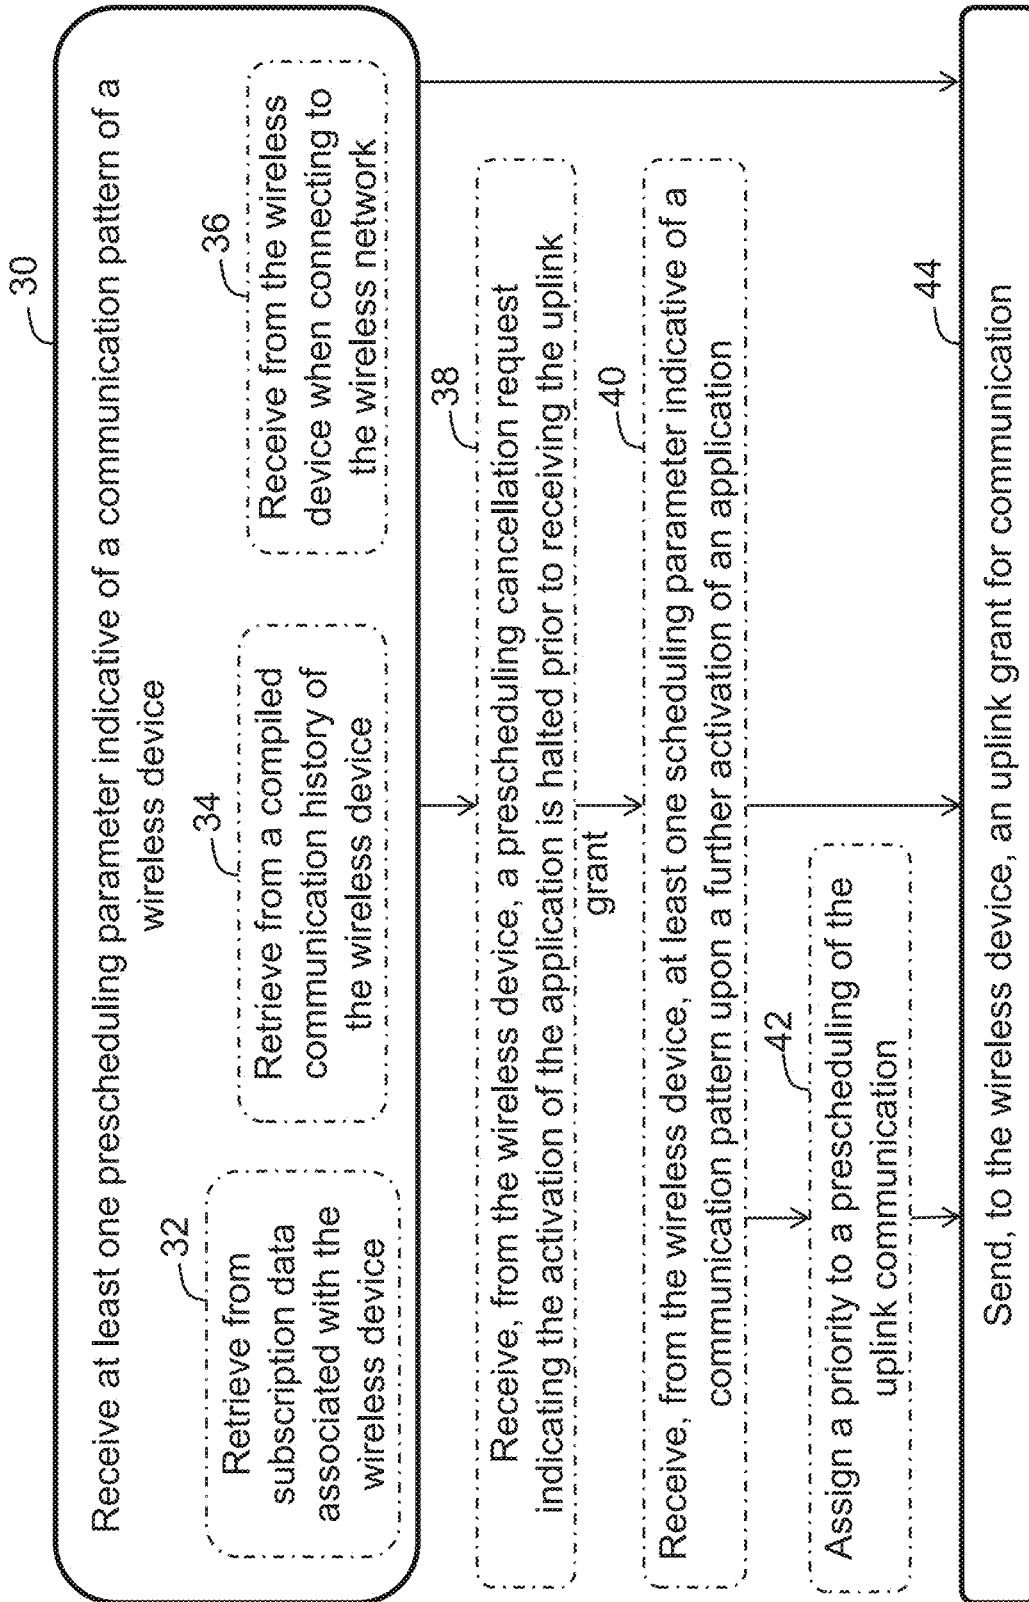 30
Receive at least one prescheduling parameter indicative of a communication pattern of a
wireless device
32
Retrieve from
subscription data
associated with the
wireless device
34
Retrieve from a compiled
communication history of
the wireless device
36
Receive from the wireless
device when connecting to
the wireless network
38
Receive, from the wireless device, a prescheduling cancellation request
indicating the activation of the application is halted prior to receiving the uplink
grant
40
Receive, from the wireless device, at least one scheduling parameter indicative of a
communication pattern upon a further activation of an application
42
Assign a priority to a prescheduling of the
uplink communication
44
Send, to the wireless device, an uplink grant for communication